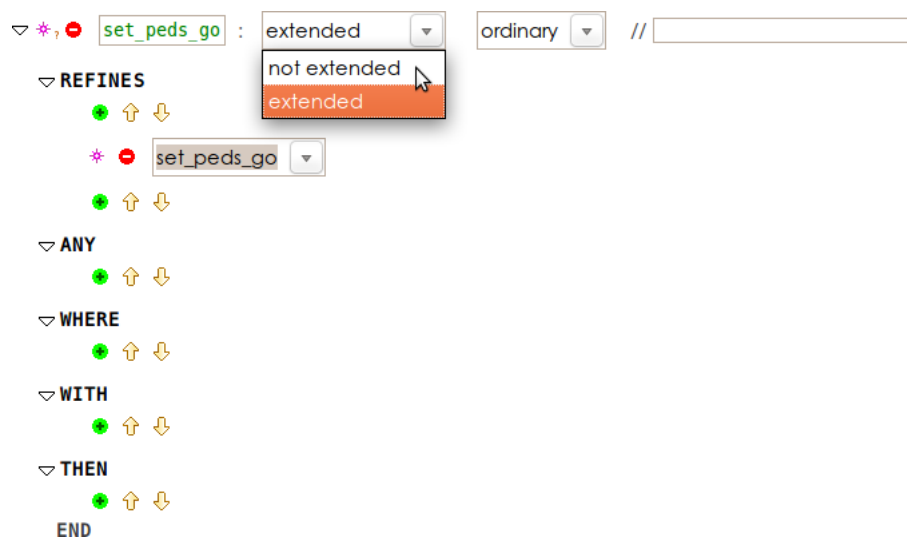 set_peds_go : extended ordinary //
not extended
extended
REFINES
set_peds_go
ANY
WHERE
WITH
THEN
END